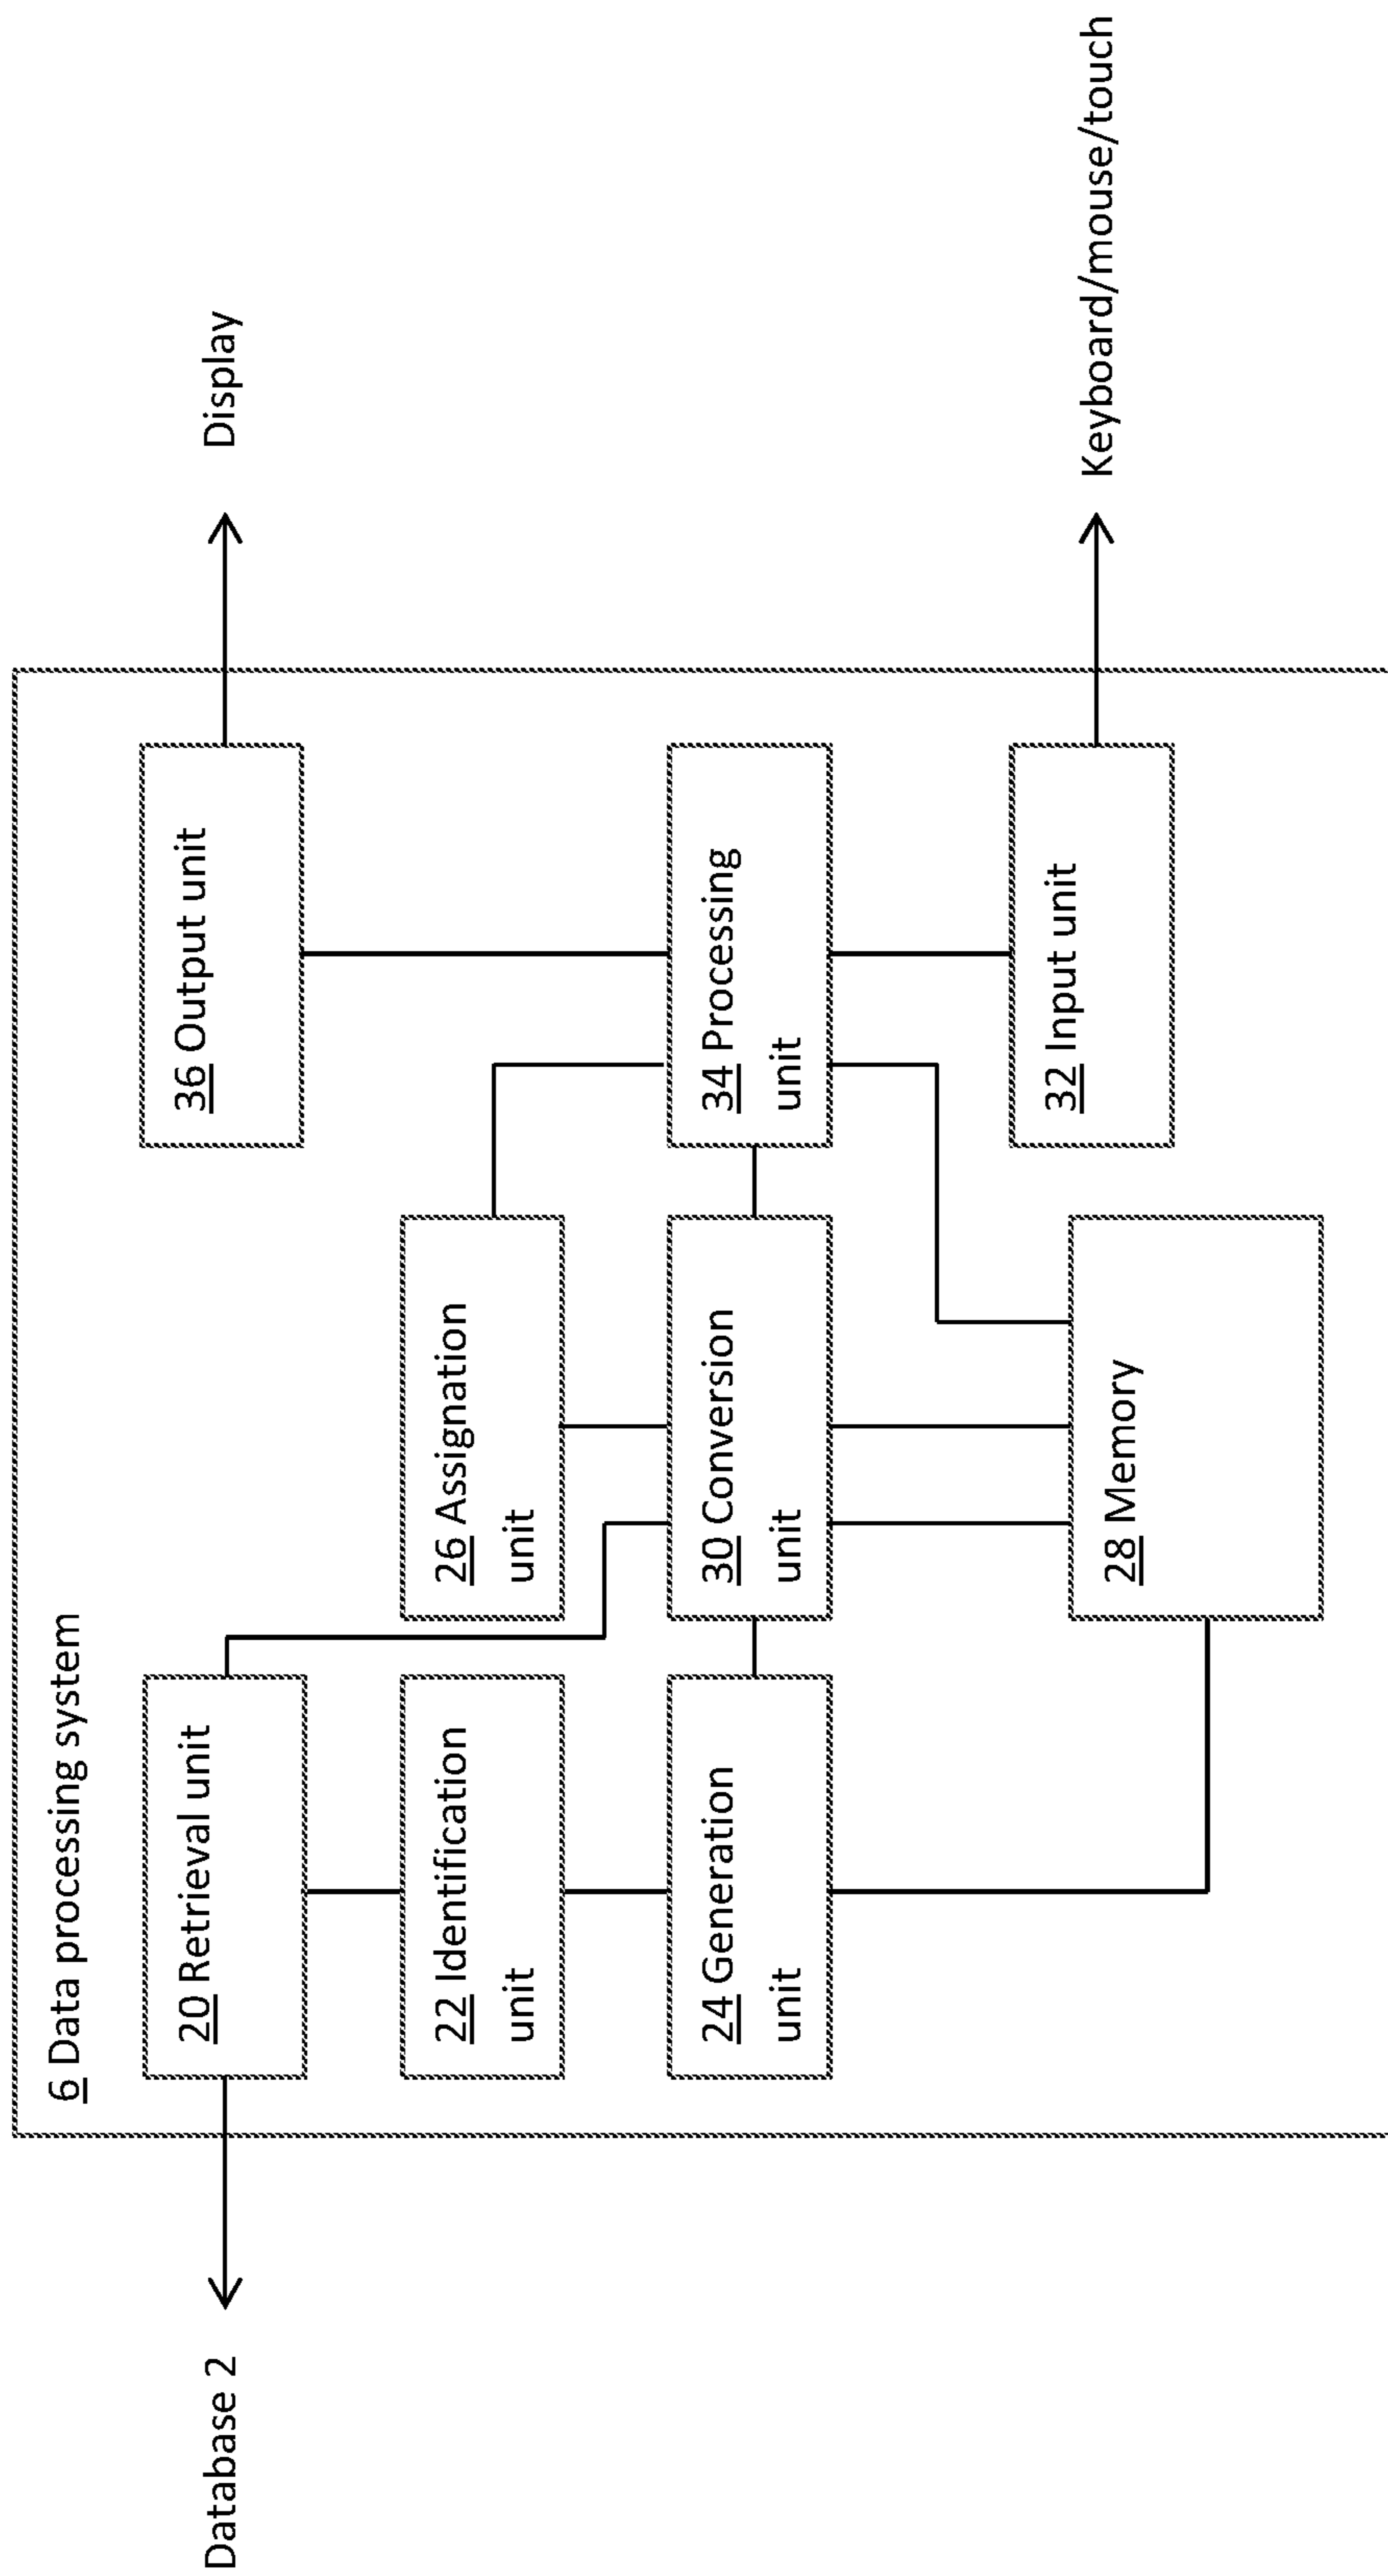 6 Data processing system
Database 2
20 Retrieval unit
36 Output unit
Display
22 Identification
unit
26 Assignation
unit
24 Generation
unit
30 Conversion
unit
34 Processing
unit
28 Memory
32 Input unit
Keyboard/mouse/touch